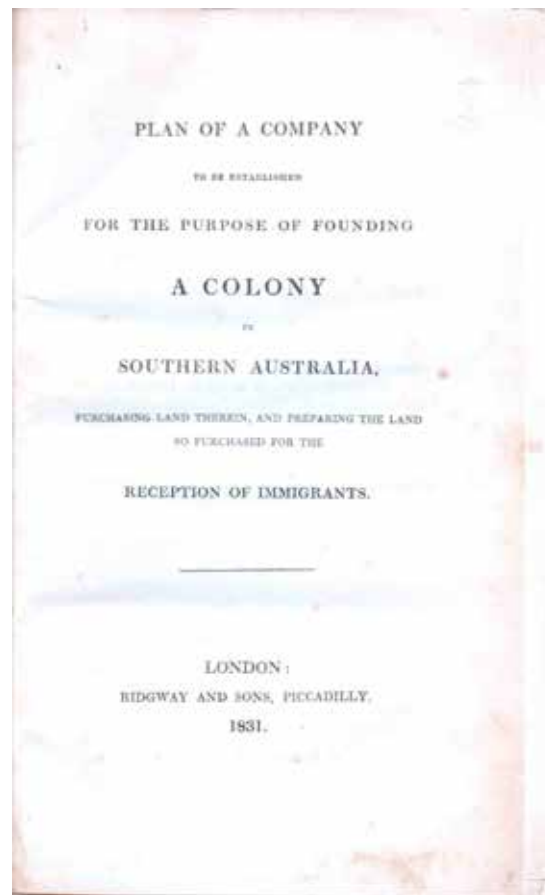 PLAN OF A COMPANY
TO BE ESTABLISHED
FOR THE PURPOSE OF FOUNDING
A COLONY
IN
SOUTHERN AUSTRALIA,
PURCHASING LAND THEREIN, AND PREPARING THE LAND
SO PURCHASED FOR THE
RECEPTION OF IMMIGRANTS.
LONDON:
RIDGWAY AND SONS, PICCADILLY.
1831.